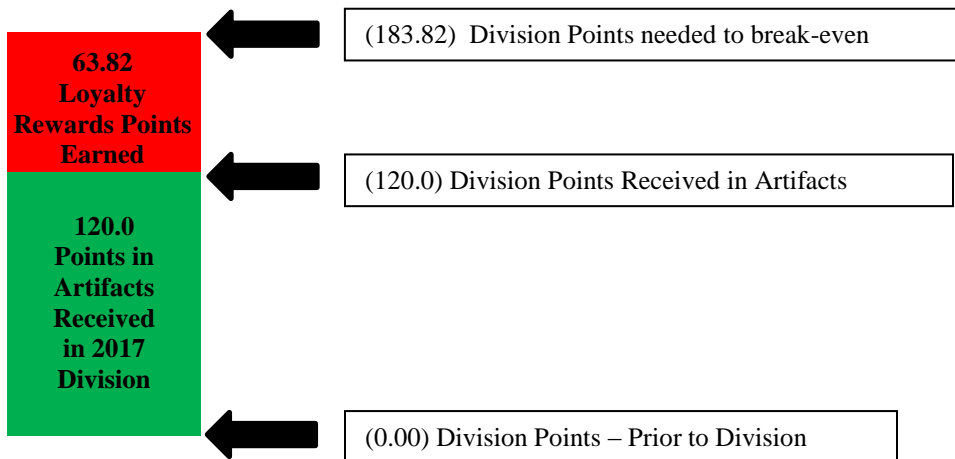 (183.82)  Division Points needed to break-even
63.82
Loyalty
Rewards Points
Earned
(120.0) Division Points Received in Artifacts
120.0
Points in
Artifacts
Received
in 2017
Division
(0.00) Division Points – Prior to Division